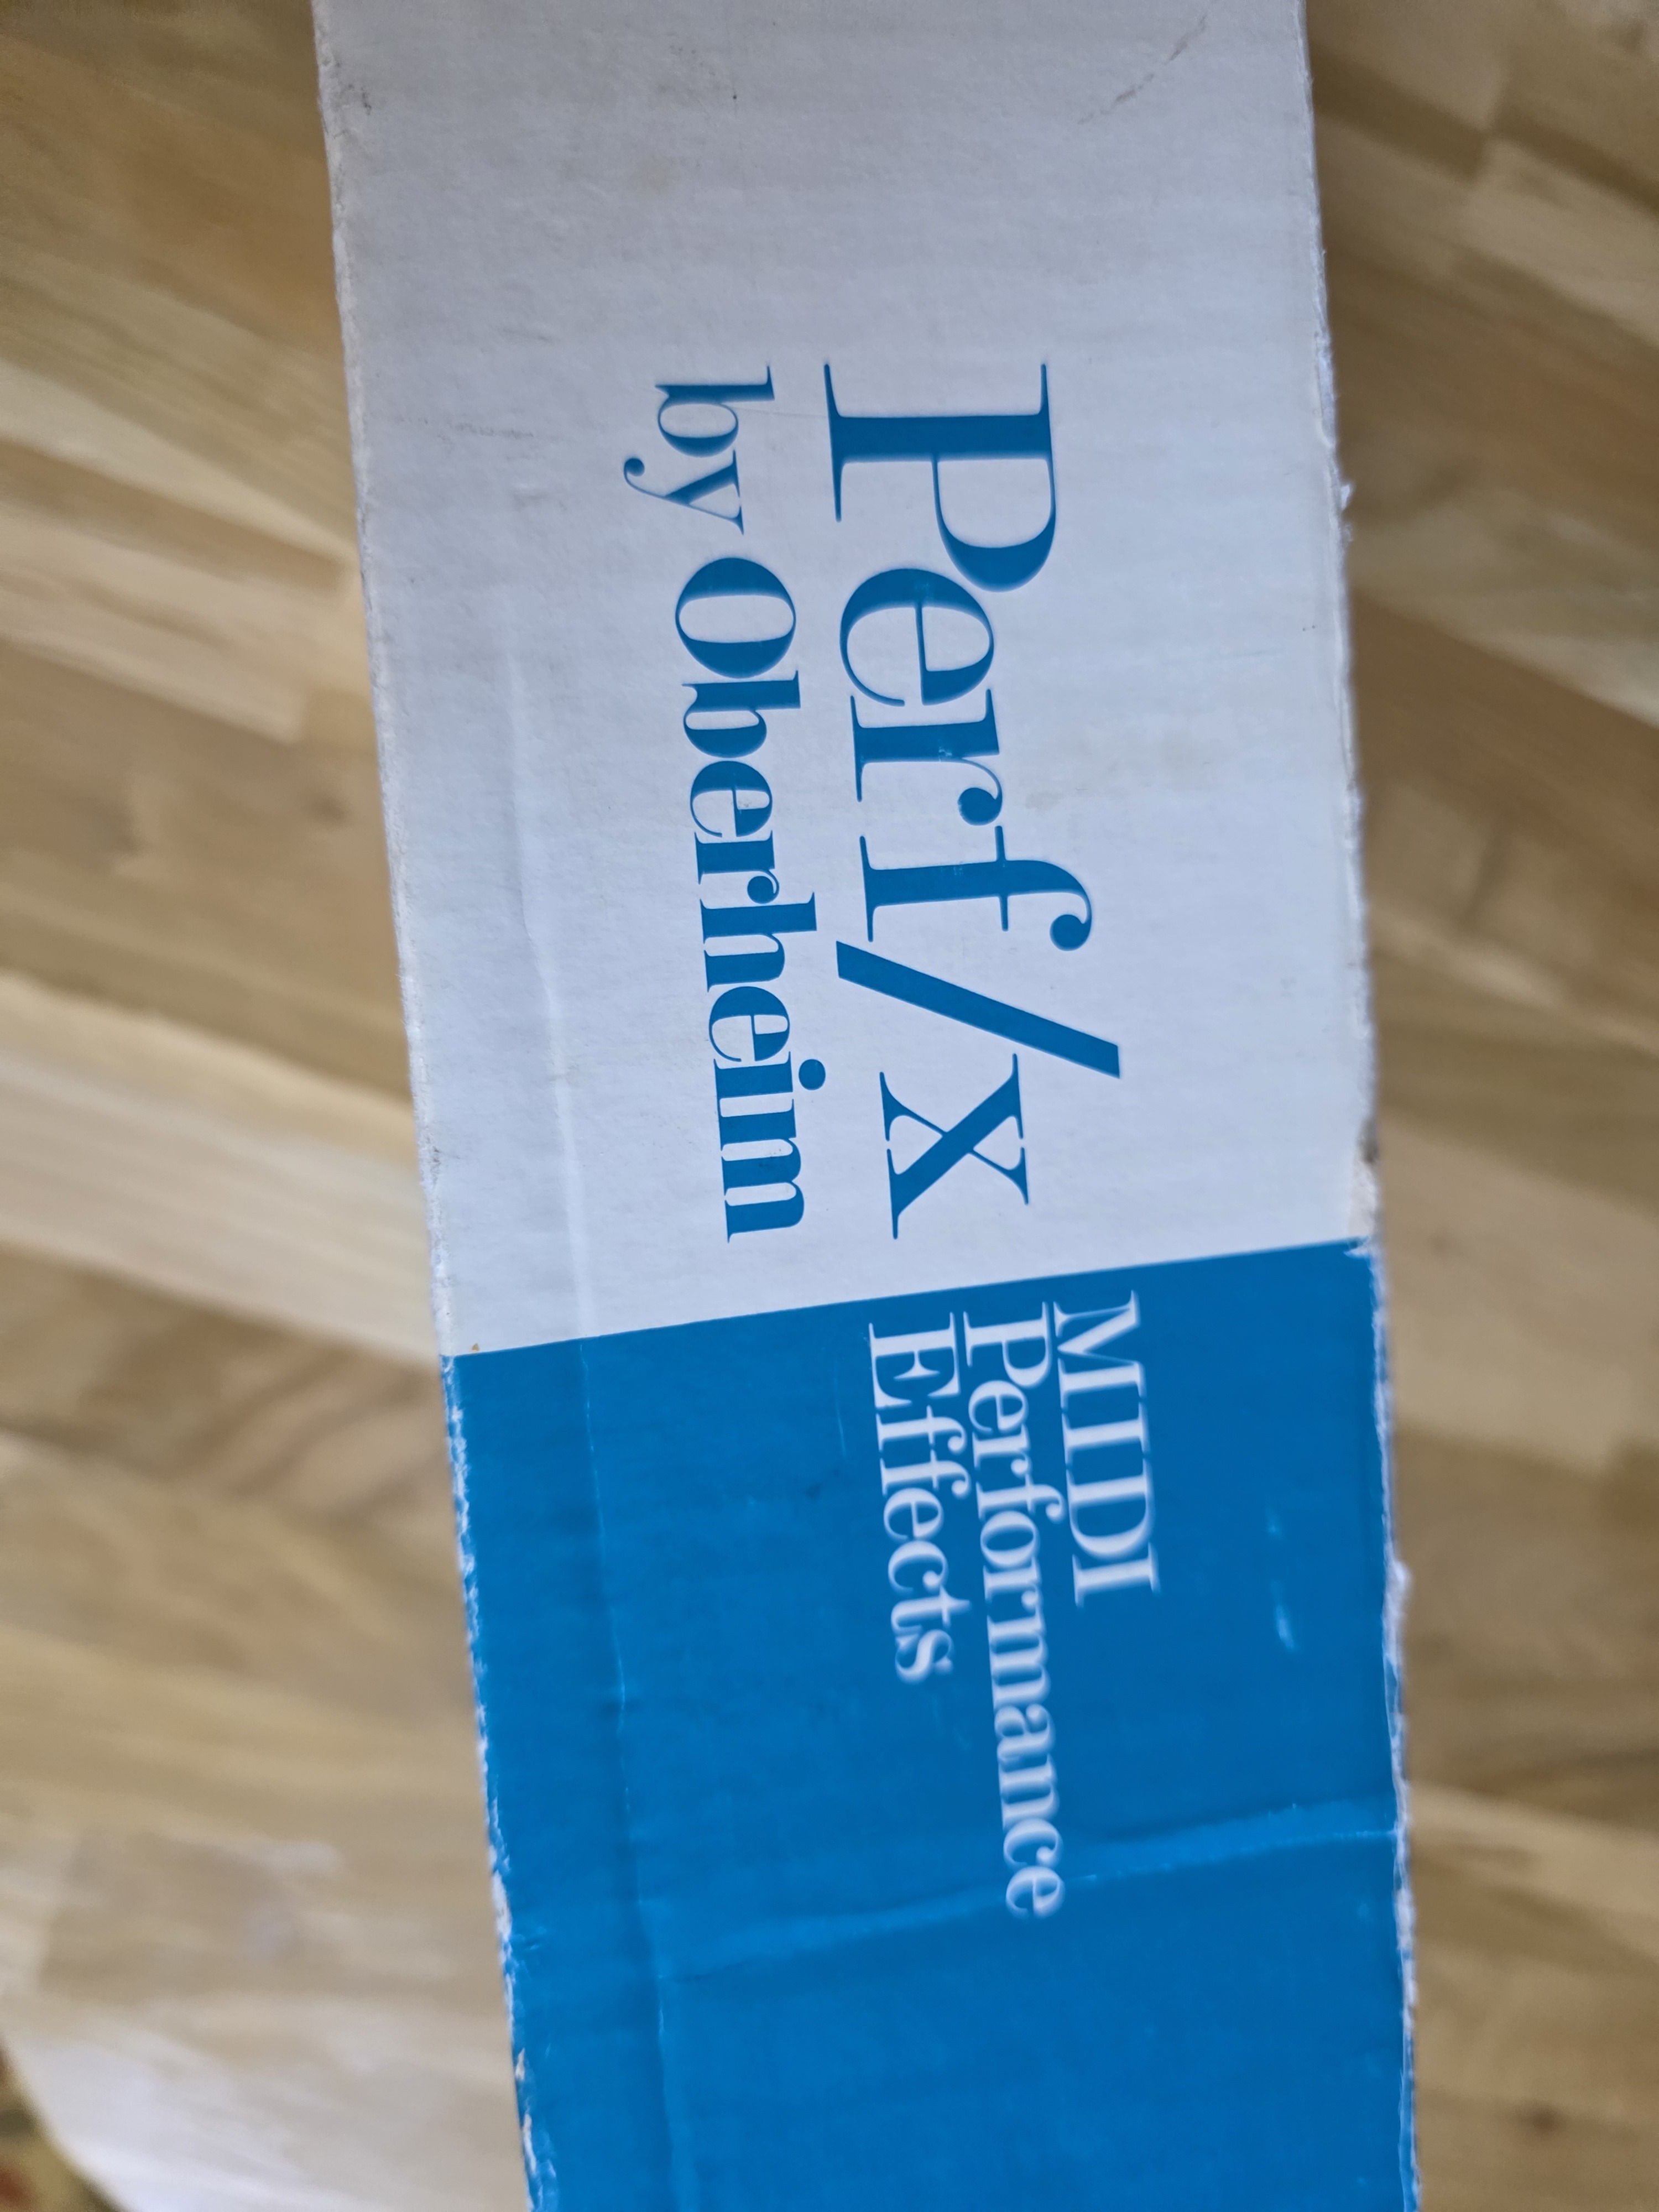 Perf/x
by Oberheim
MIDI
Performance
Effects